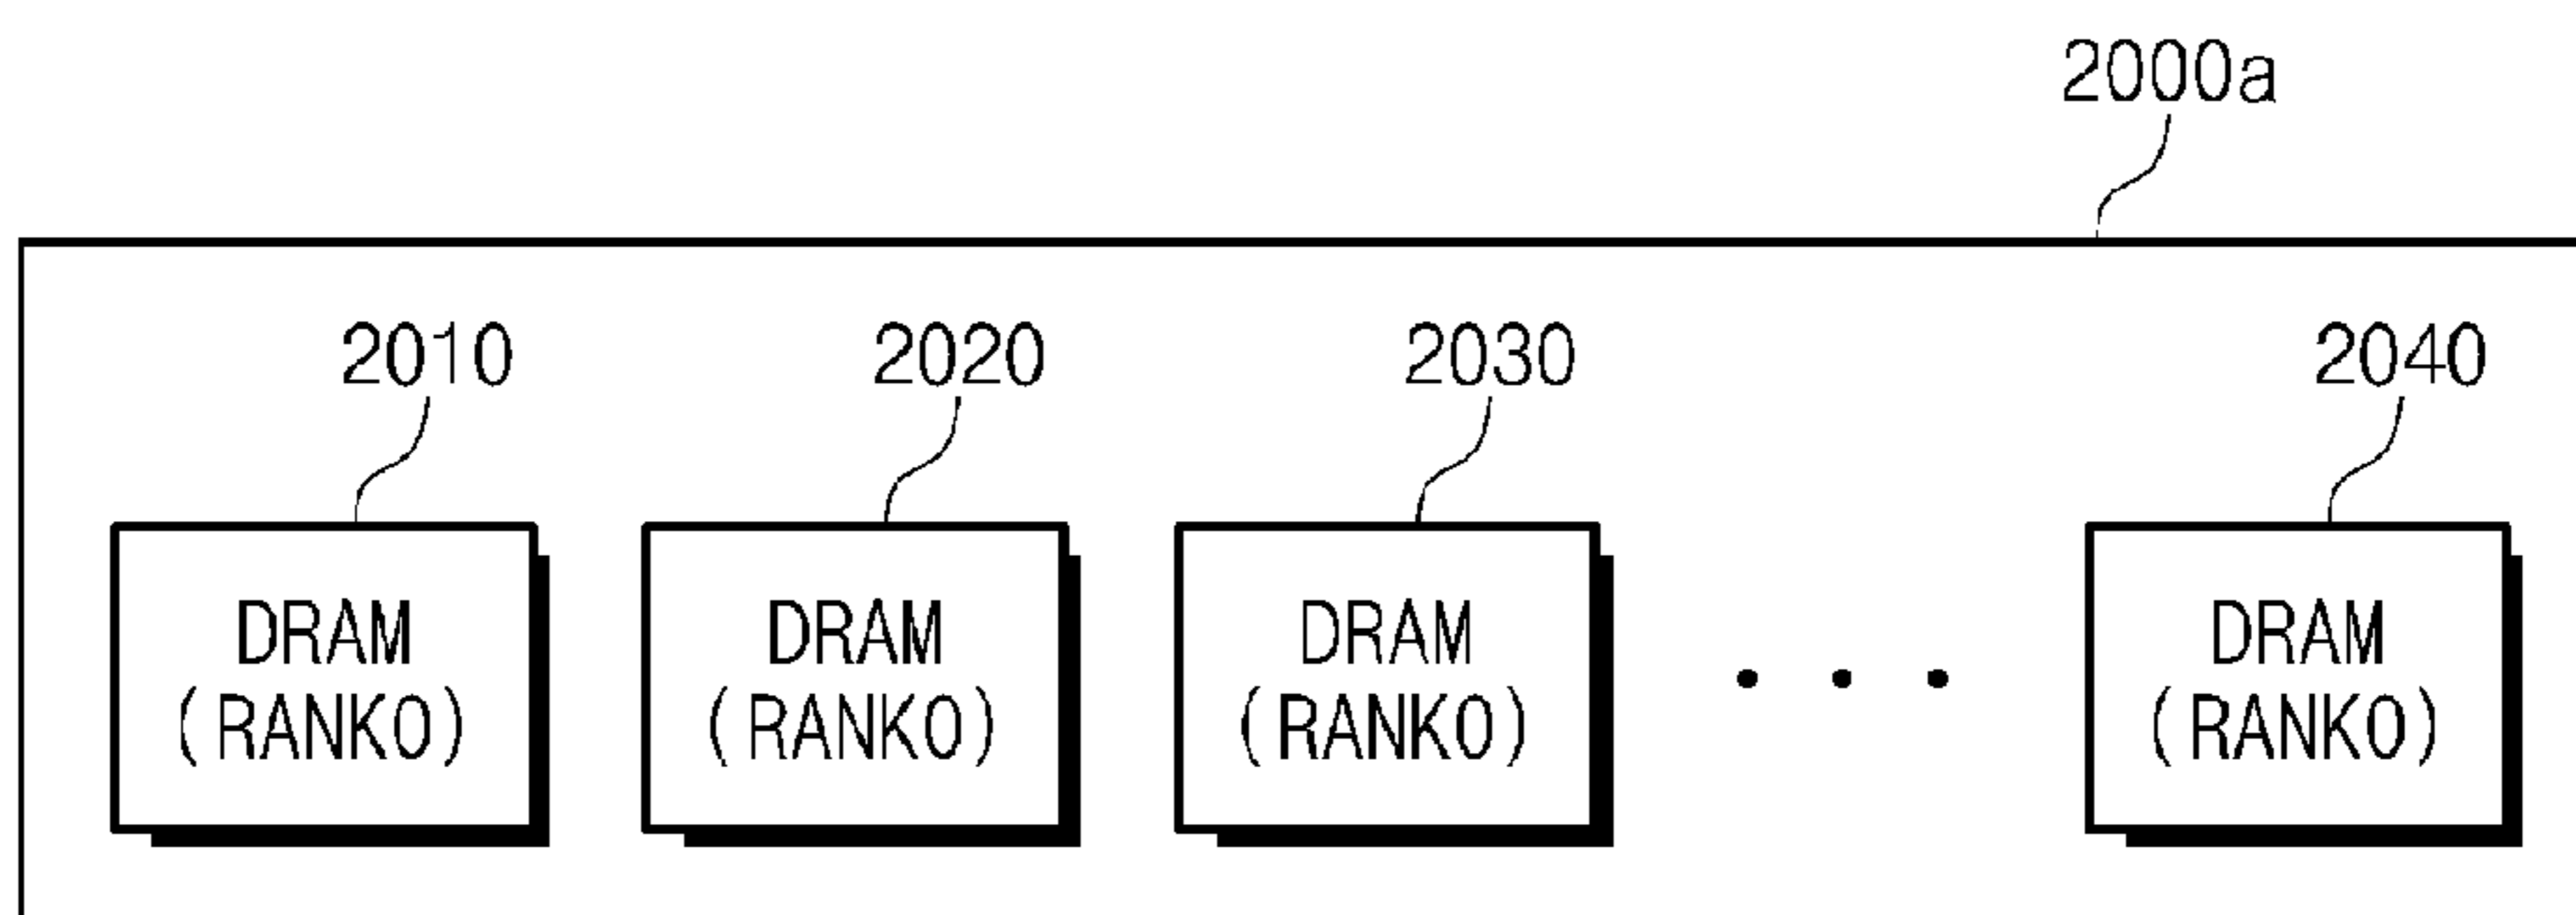 2000a
2010 2020 2030 2040
DRAM DRAM DRAM DRAM
(RANK0) (RANK0) (RANK0) • • • (RANK0)